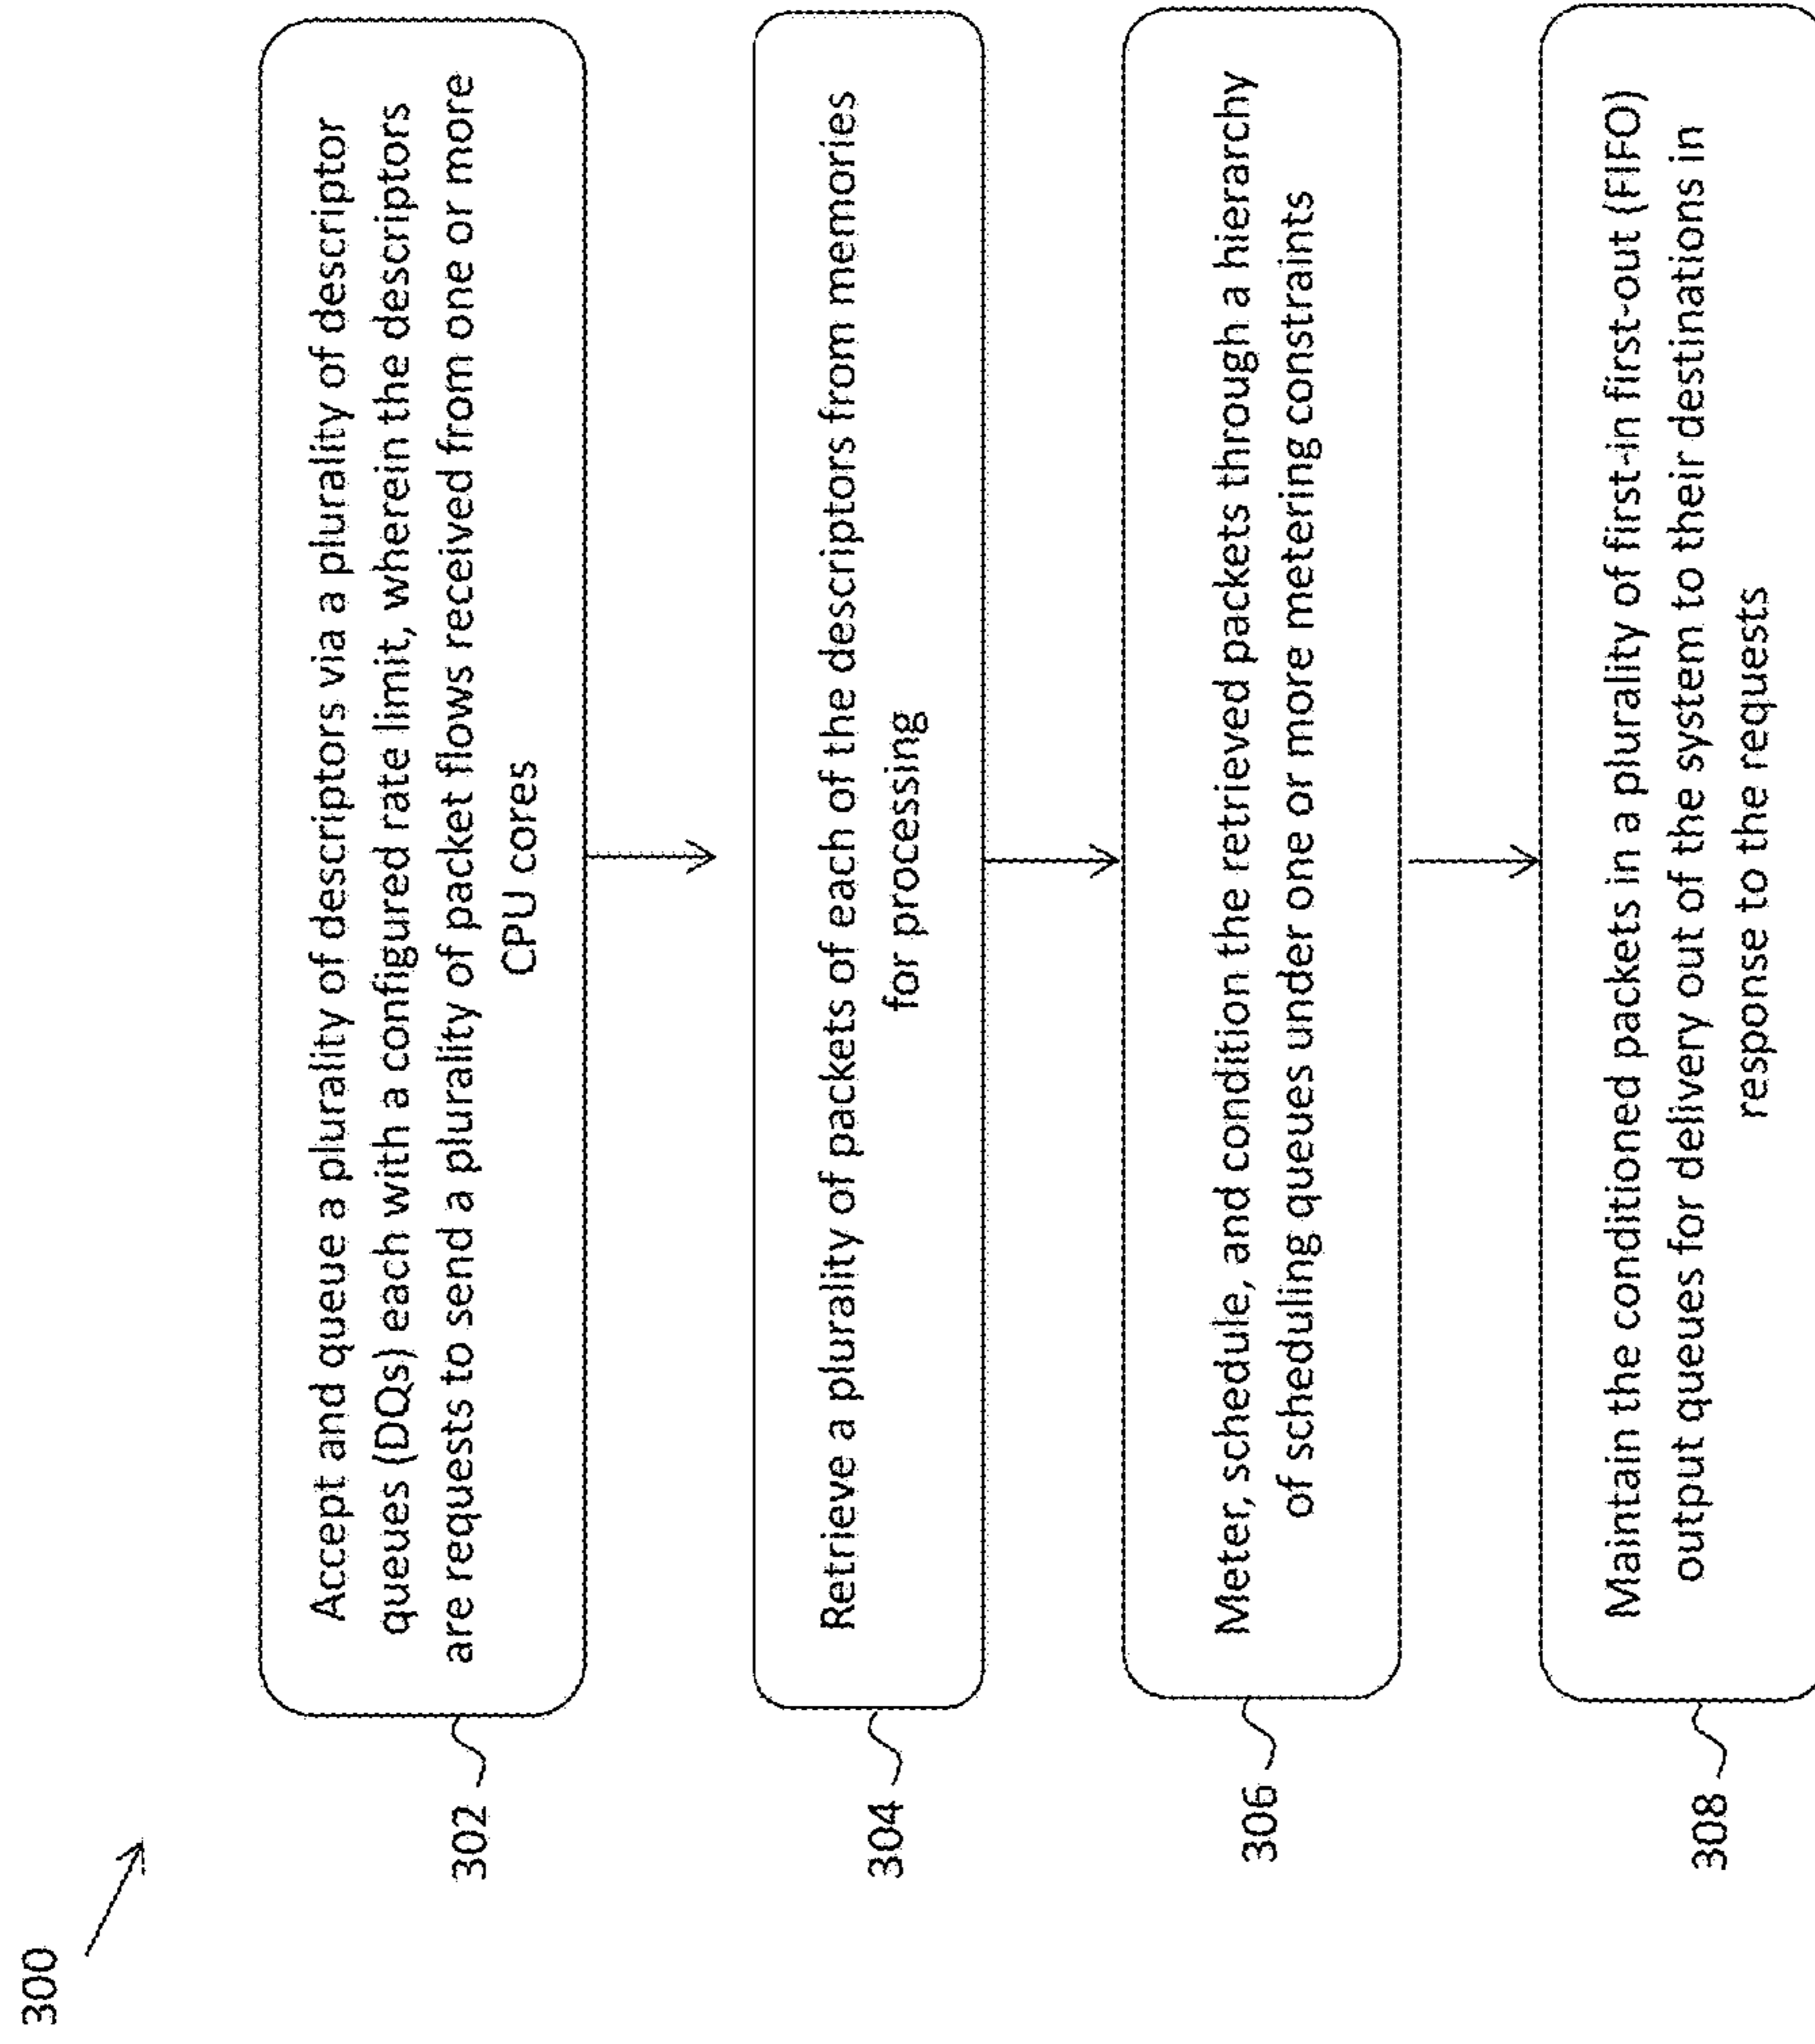 300
302
Accept and queue a plurality of descriptors via a plurality of descriptor
queues (DQs) each with a configured rate limit, wherein the descriptors
are requests to send a plurality of packet flows received from one or more
CPU cores
304
Retrieve a plurality of packets of each of the descriptors from memories
for processing
306
Meter, schedule, and condition the retrieved packets through a hierarchy
of scheduling queues under one or more metering constraints
308
Maintain the conditioned packets in a plurality of first-in first-out (FIFO)
output queues for delivery out of the system to their destinations in
response to the requests